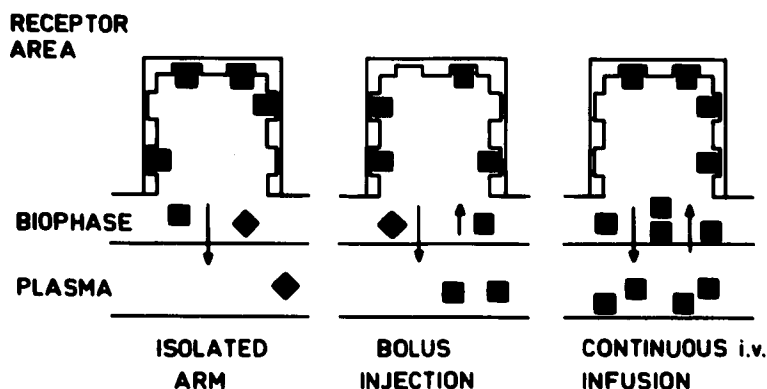 RECEPTOR
AREA
BIOPHASE
PLASMA
ISOLATED
ARM
BOLUS
INJECTION
CONTINUOUS i.v.
INFUSION